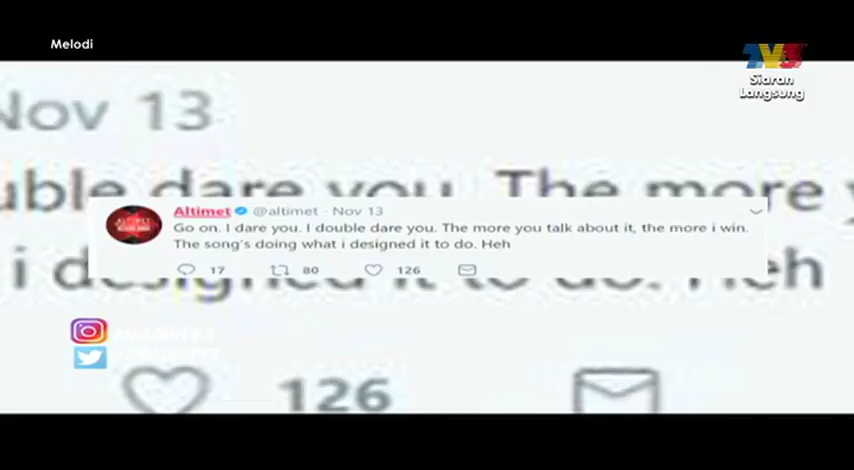 Melodi
TV3
Siaran
Langsung
Nov 13
uble dare you. The more y
Altimet @altimet · Nov 13
Go on. I dare you. I double dare you. The more you talk about it, the more i win.
The song's doing what i designed it to do. Heh
17 80 126
i designed it to do. Heh
126